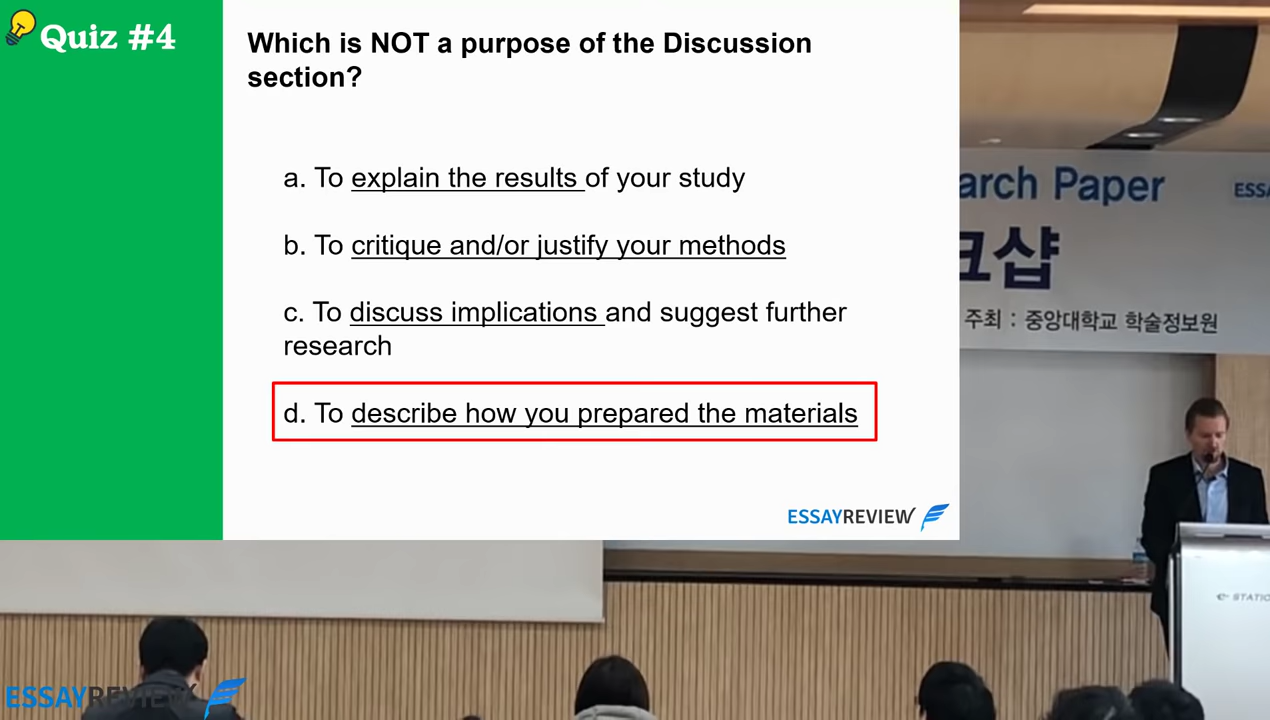 Quiz #4
Which is NOT a purpose of the Discussion
section?
a. To explain the results of your study
b. To critique and/or justify your methods
c. To discuss implications and suggest further
research
d. To describe how you prepared the materials
ESSAYREVIEW
arch Paper
ESSA
크샵
주최 : 중앙대학교 학술정보원
e-STATIO
ESSAYREVIEW